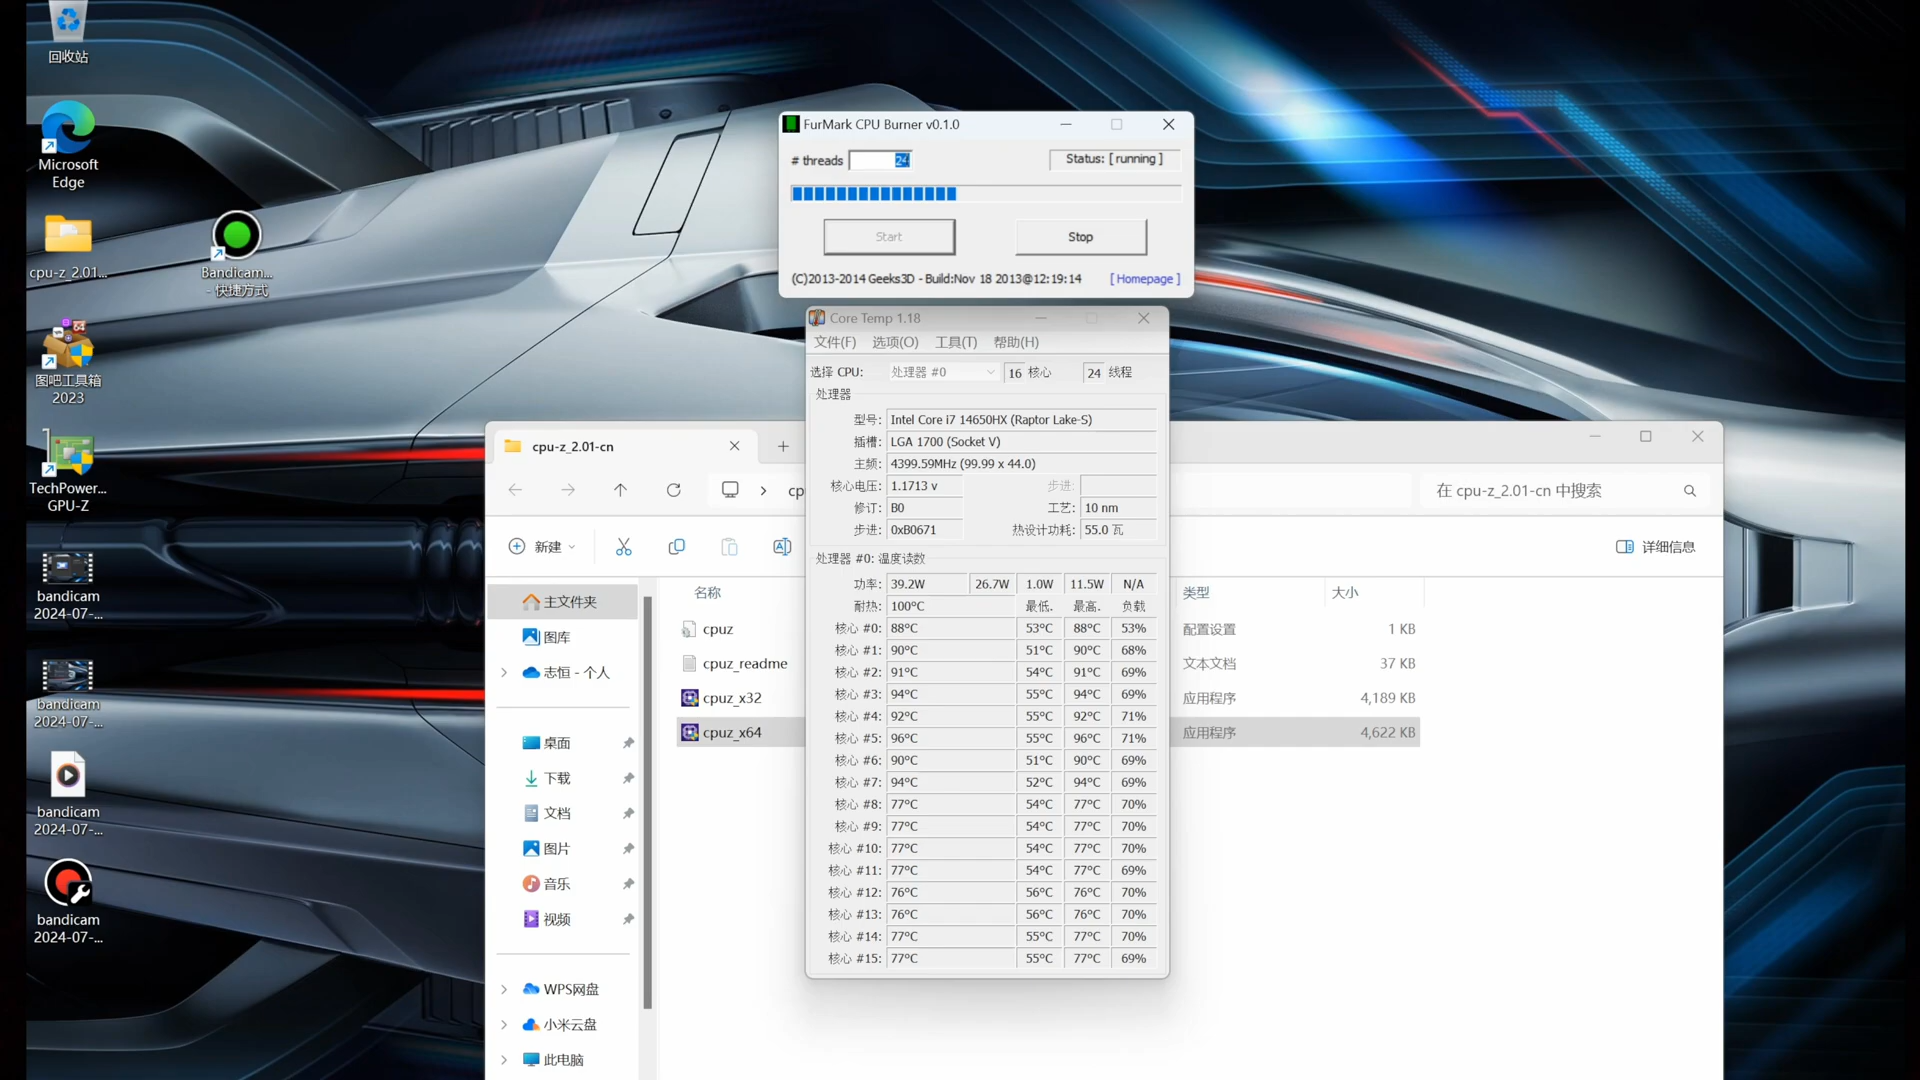 回收站
Microsoft
Edge
cpu-z_2.01...
Bandicam...
- 快捷方式
图吧工具箱
2023
TechPower...
GPU-Z
bandicam
2024-07-...
bandicam
2024-07-...
bandicam
2024-07-...
bandicam
2024-07-...
FurMark CPU Burner v0.1.0
# threads 24 Status: [ running ]
Start Stop
(C)2013-2014 Geeks3D - Build:Nov 18 2013@12:19:14 [ Homepage ]
Core Temp 1.18
文件(F) 选项(O) 工具(T) 帮助(H)
选择 CPU: 处理器 #0 16 核心 24 线程
处理器
型号: Intel Core i7 14650HX (Raptor Lake-S)
插槽: LGA 1700 (Socket V)
主频: 4399.59MHz (99.99 x 44.0)
核心电压: 1.1713 v 步进:
修订: B0 工艺: 10 nm
步进: 0xB0671 热设计功耗: 55.0 瓦
处理器 #0: 温度读数
功率: 39.2W 26.7W 1.0W 11.5W N/A
耐热: 100°C 最低. 最高. 负载
核心 #0: 88°C 53°C 88°C 53%
核心 #1: 90°C 51°C 90°C 68%
核心 #2: 91°C 54°C 91°C 69%
核心 #3: 94°C 55°C 94°C 69%
核心 #4: 92°C 55°C 92°C 71%
核心 #5: 96°C 55°C 96°C 71%
核心 #6: 90°C 51°C 90°C 69%
核心 #7: 94°C 52°C 94°C 69%
核心 #8: 77°C 54°C 77°C 70%
核心 #9: 77°C 54°C 77°C 70%
核心 #10: 77°C 54°C 77°C 70%
核心 #11: 77°C 54°C 77°C 69%
核心 #12: 76°C 56°C 76°C 70%
核心 #13: 76°C 56°C 76°C 70%
核心 #14: 77°C 55°C 77°C 70%
核心 #15: 77°C 55°C 77°C 69%
cpu-z_2.01-cn
cp 在 cpu-z_2.01-cn 中搜索
新建 详细信息
主文件夹
图库
志恒 - 个人
桌面
下载
文档
图片
音乐
视频
WPS网盘
小米云盘
此电脑
名称 类型 大小
cpuz 配置设置 1 KB
cpuz_readme 文本文档 37 KB
cpuz_x32 应用程序 4,189 KB
cpuz_x64 应用程序 4,622 KB